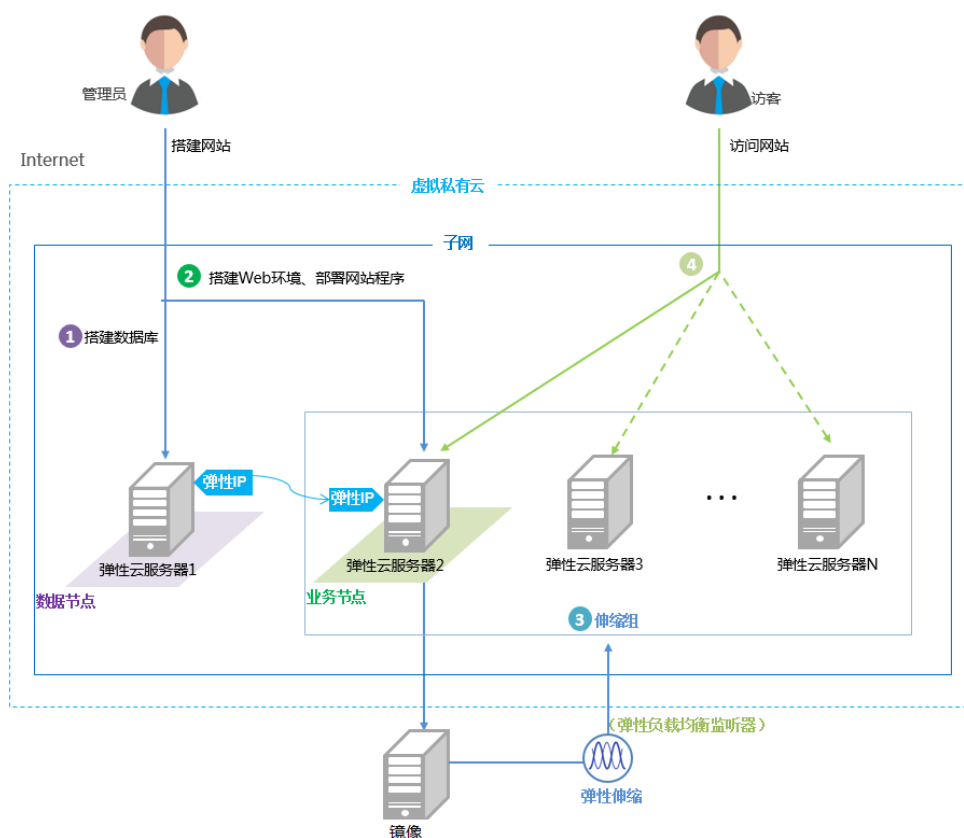 管理员
访客
搭建网站
访问网站
Internet
虚拟私有云
子网
4
2 搭建Web环境、部署网站程序
1 搭建数据库
弹性IP
弹性IP
...
弹性云服务器1
弹性云服务器2
弹性云服务器3
弹性云服务器N
数据节点
业务节点
3 伸缩组
（弹性负载均衡监听器）
弹性伸缩
镜像